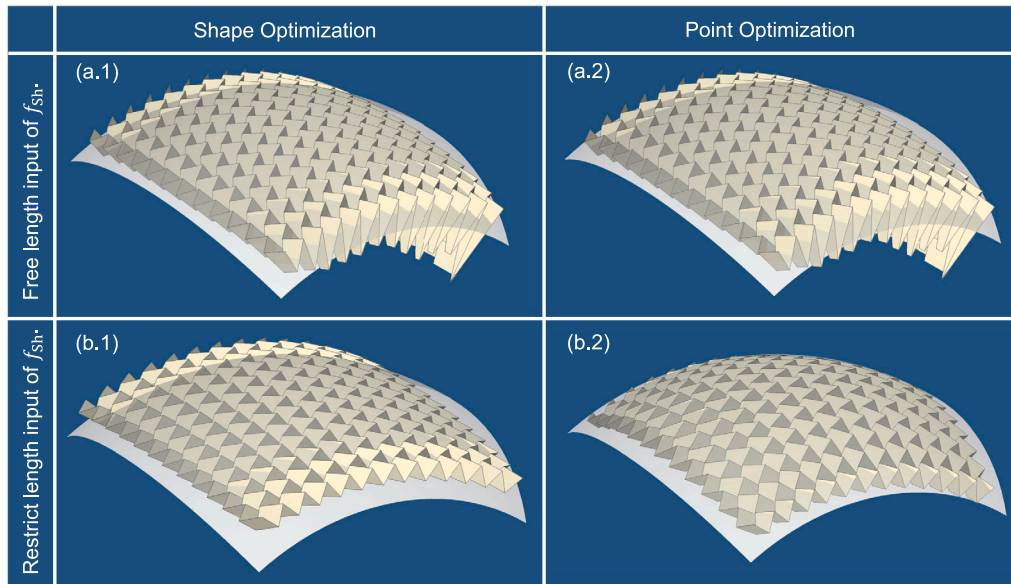 Shape Optimization
Point Optimization
Free length input of f_Sh.
(a.1)
(a.2)
Restrict length input of f_Sh.
(b.1)
(b.2)